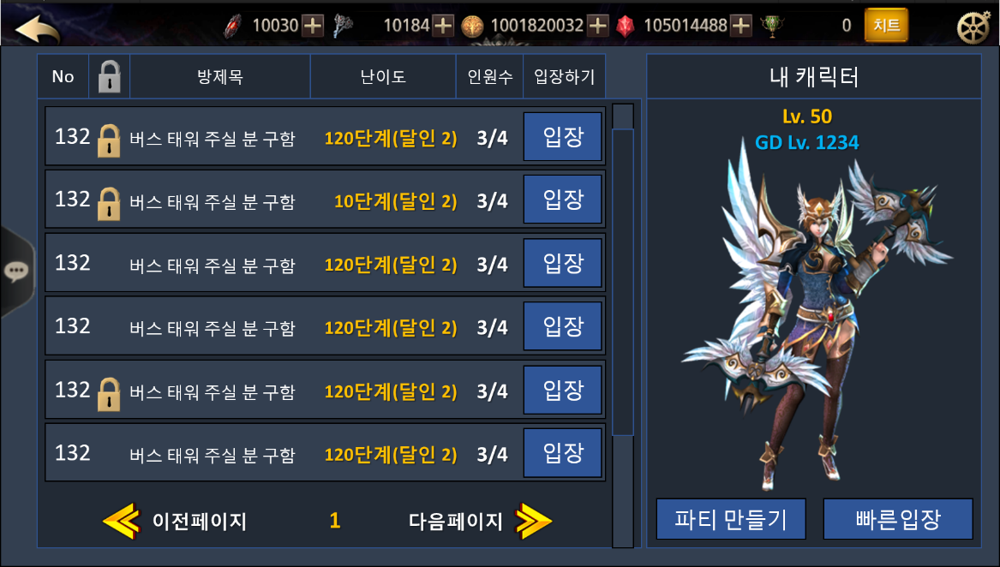 10030 10184 1001820032 105014488 0 치트
No 방제목 난이도 인원수 입장하기
132 버스 태워 주실 분 구함 120단계(달인 2) 3/4 입장
132 버스 태워 주실 분 구함 10단계(달인 2) 3/4 입장
132 버스 태워 주실 분 구함 120단계(달인 2) 3/4 입장
132 버스 태워 주실 분 구함 120단계(달인 2) 3/4 입장
132 버스 태워 주실 분 구함 120단계(달인 2) 3/4 입장
132 버스 태워 주실 분 구함 120단계(달인 2) 3/4 입장
이전페이지 1 다음페이지
내 캐릭터
Lv. 50
GD Lv. 1234
파티 만들기 빠른입장